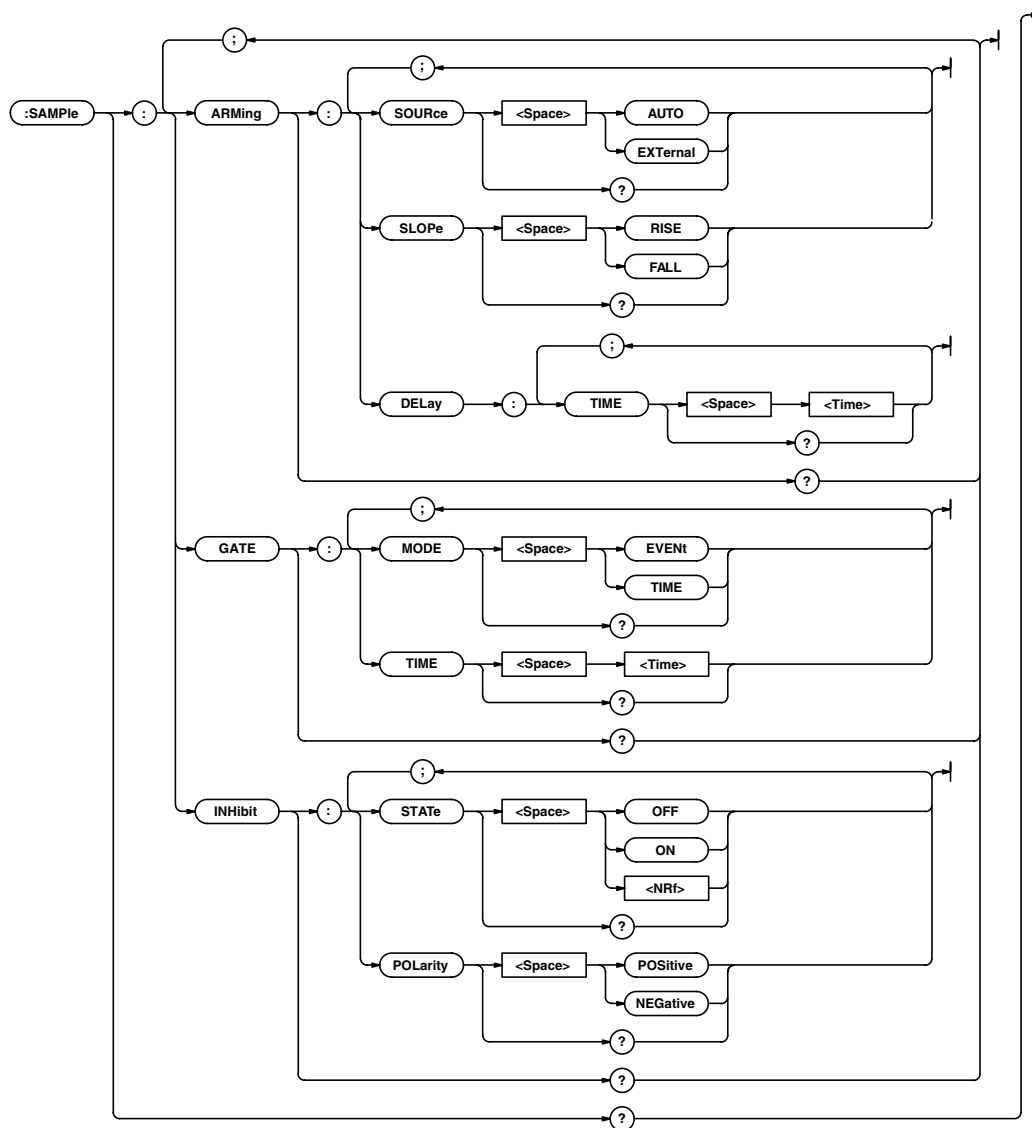 ;
;
:SAMPle : ARMing : SOURce <Space> AUTO
EXTernal
?
SLOPe <Space> RISE
FALL
?
;
DELay : TIME <Space> <Time>
?
?
;
GATE : MODE <Space> EVENt
TIME
?
TIME <Space> <Time>
?
?
;
INHibit : STATe <Space> OFF
ON
<NRf>
?
POLarity <Space> POSitive
NEGative
?
?
?